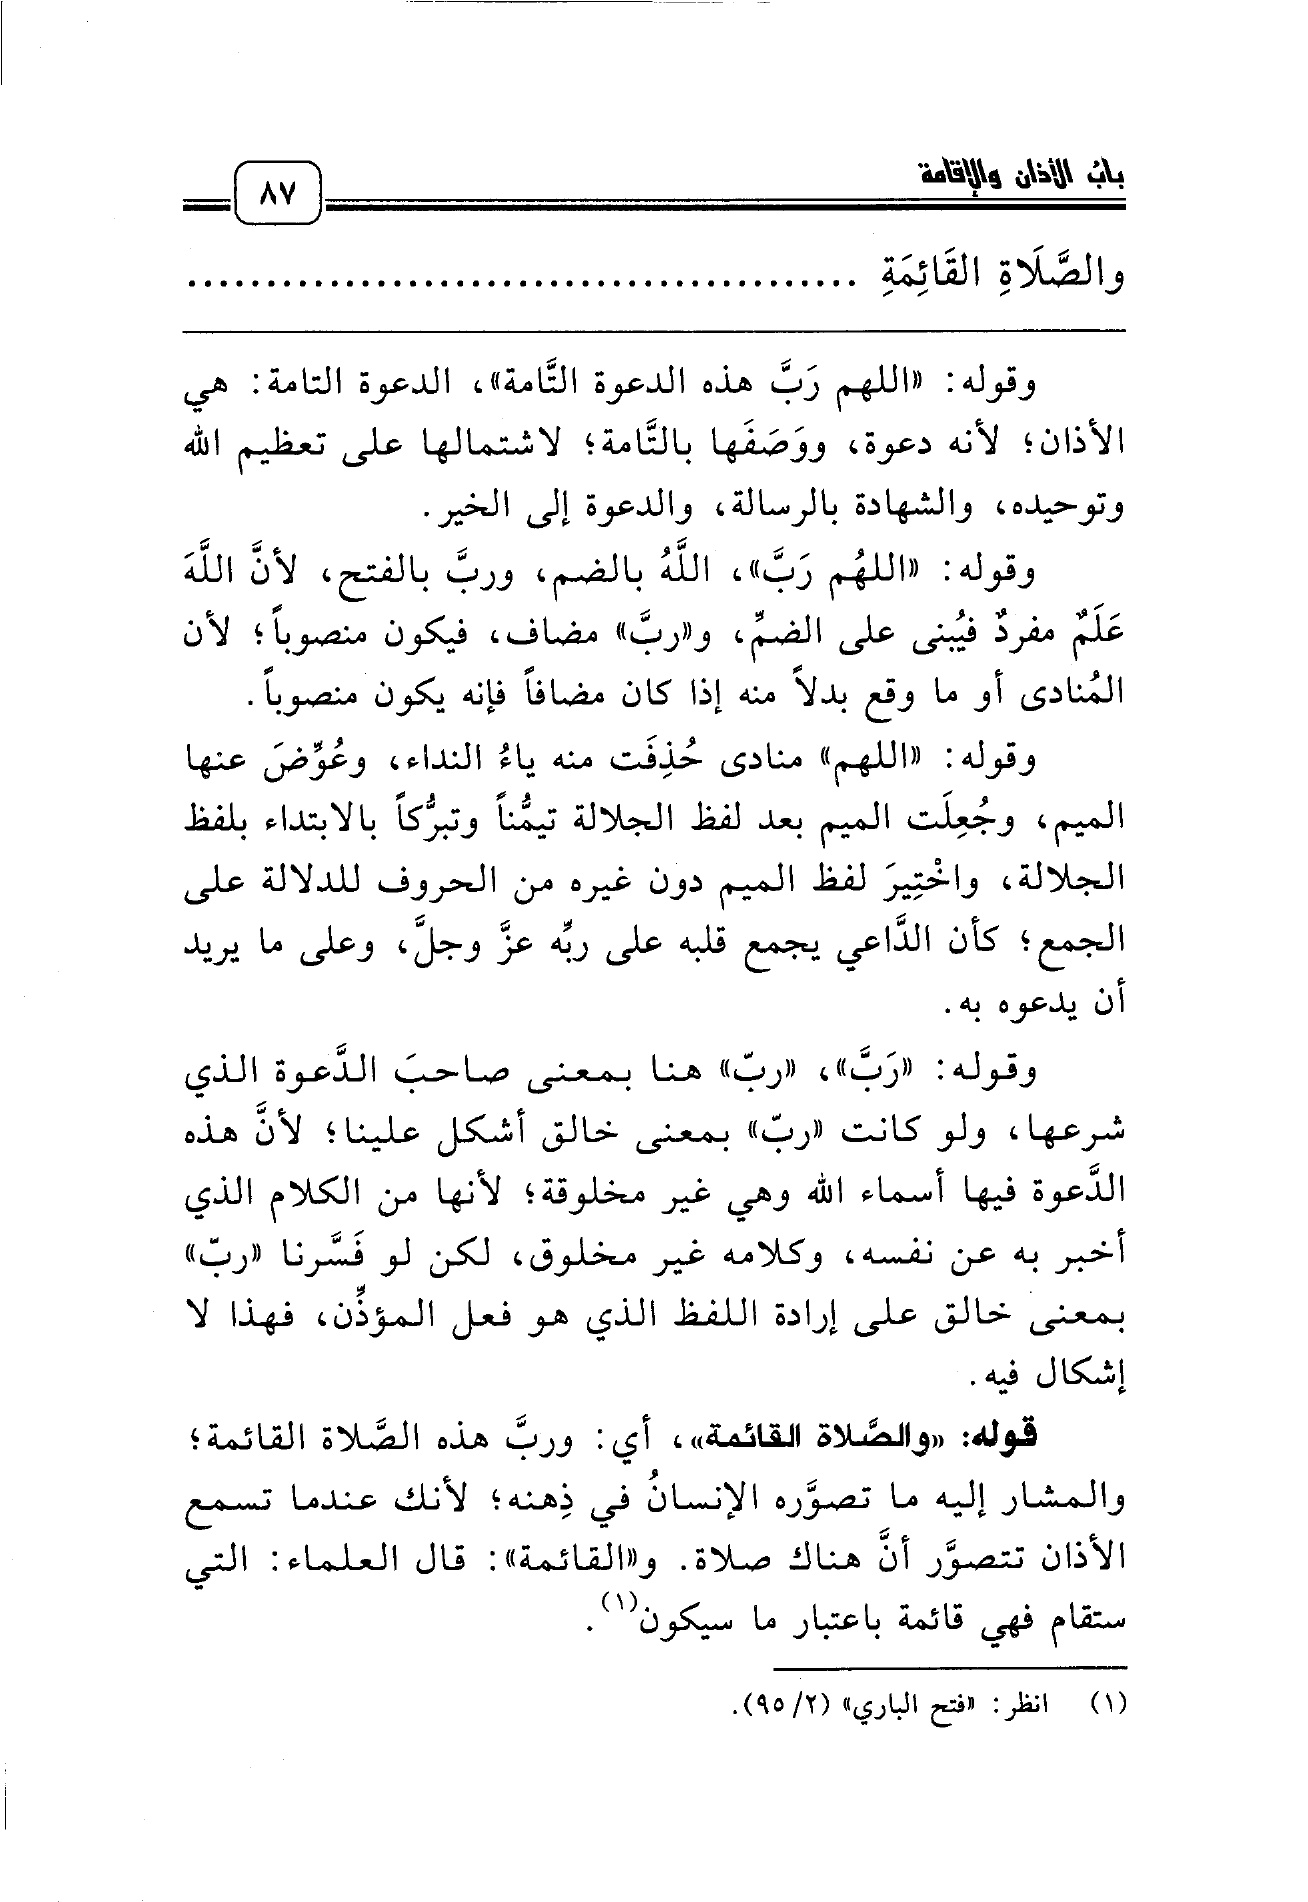 بابُ الأذان والإقامة
٨٧
والصَّلَاةِ القَائِمَةِ ...........................................
وقوله: «اللهم رَبَّ هذه الدعوة التَّامة»، الدعوة التامة: هي
الأذان؛ لأنه دعوة، ووَصَفَها بالتَّامة؛ لاشتمالها على تعظيم الله
وتوحيده، والشهادة بالرسالة، والدعوة إلى الخير.
وقوله: «اللهُم رَبَّ»، اللَّهُ بالضم، وربَّ بالفتح، لأنَّ اللَّهَ
عَلَمٌ مفردٌ فيُبنى على الضمِّ، و«ربَّ» مضاف، فيكون منصوباً؛ لأن
المُنادى أو ما وقع بدلاً منه إذا كان مضافاً فإنه يكون منصوباً.
وقوله: «اللهم» منادى حُذِفَت منه ياءُ النداء، وعُوِّضَ عنها
الميم، وجُعِلَت الميم بعد لفظ الجلالة تيمُّناً وتبرُّكاً بالابتداء بلفظ
الجلالة، واخْتِيرَ لفظ الميم دون غيره من الحروف للدلالة على
الجمع؛ كأن الدَّاعي يجمع قلبه على ربِّه عزَّ وجلَّ، وعلى ما يريد
أن يدعوه به.
وقوله: «رَبَّ»، «ربّ» هنا بمعنى صاحبَ الدَّعوة الذي
شرعها، ولو كانت «ربّ» بمعنى خالق أشكل علينا؛ لأنَّ هذه
الدَّعوة فيها أسماء الله وهي غير مخلوقة؛ لأنها من الكلام الذي
أخبر به عن نفسه، وكلامه غير مخلوق، لكن لو فَسَّرنا «ربّ»
بمعنى خالق على إرادة اللفظ الذي هو فعل المؤذِّن، فهذا لا
إشكال فيه.
قوله: «والصَّلاة القائمة»، أي: وربَّ هذه الصَّلاة القائمة؛
والمشار إليه ما تصوَّره الإنسانُ في ذِهنه؛ لأنك عندما تسمع
الأذان تتصوَّر أنَّ هناك صلاة. و«القائمة»: قال العلماء: التي
ستقام فهي قائمة باعتبار ما سيكون(١).
(١) انظر: «فتح الباري» (٩٥/٢).